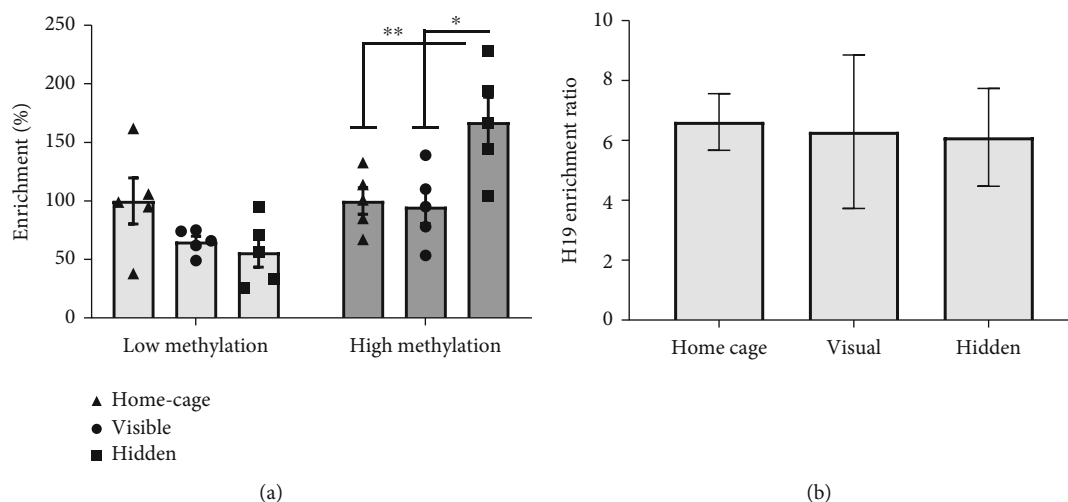 250
200
150
100
50
0
Enrichment (%)
**
*
Low methylation
High methylation
Home-cage
Visible
Hidden
(a)
10
8
6
4
2
0
H19 enrichment ratio
Home cage
Visual
Hidden
(b)